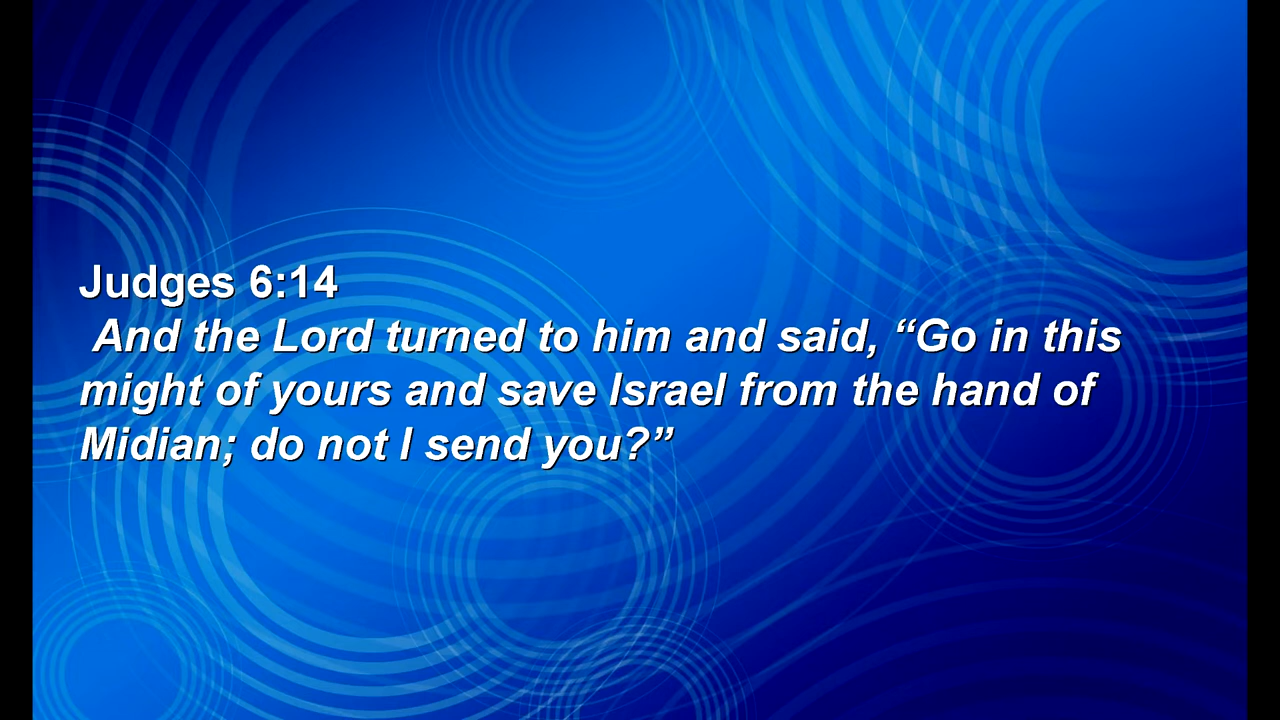 Judges 6:14
And the Lord turned to him and said, “Go in this
might of yours and save Israel from the hand of
Midian; do not I send you?”